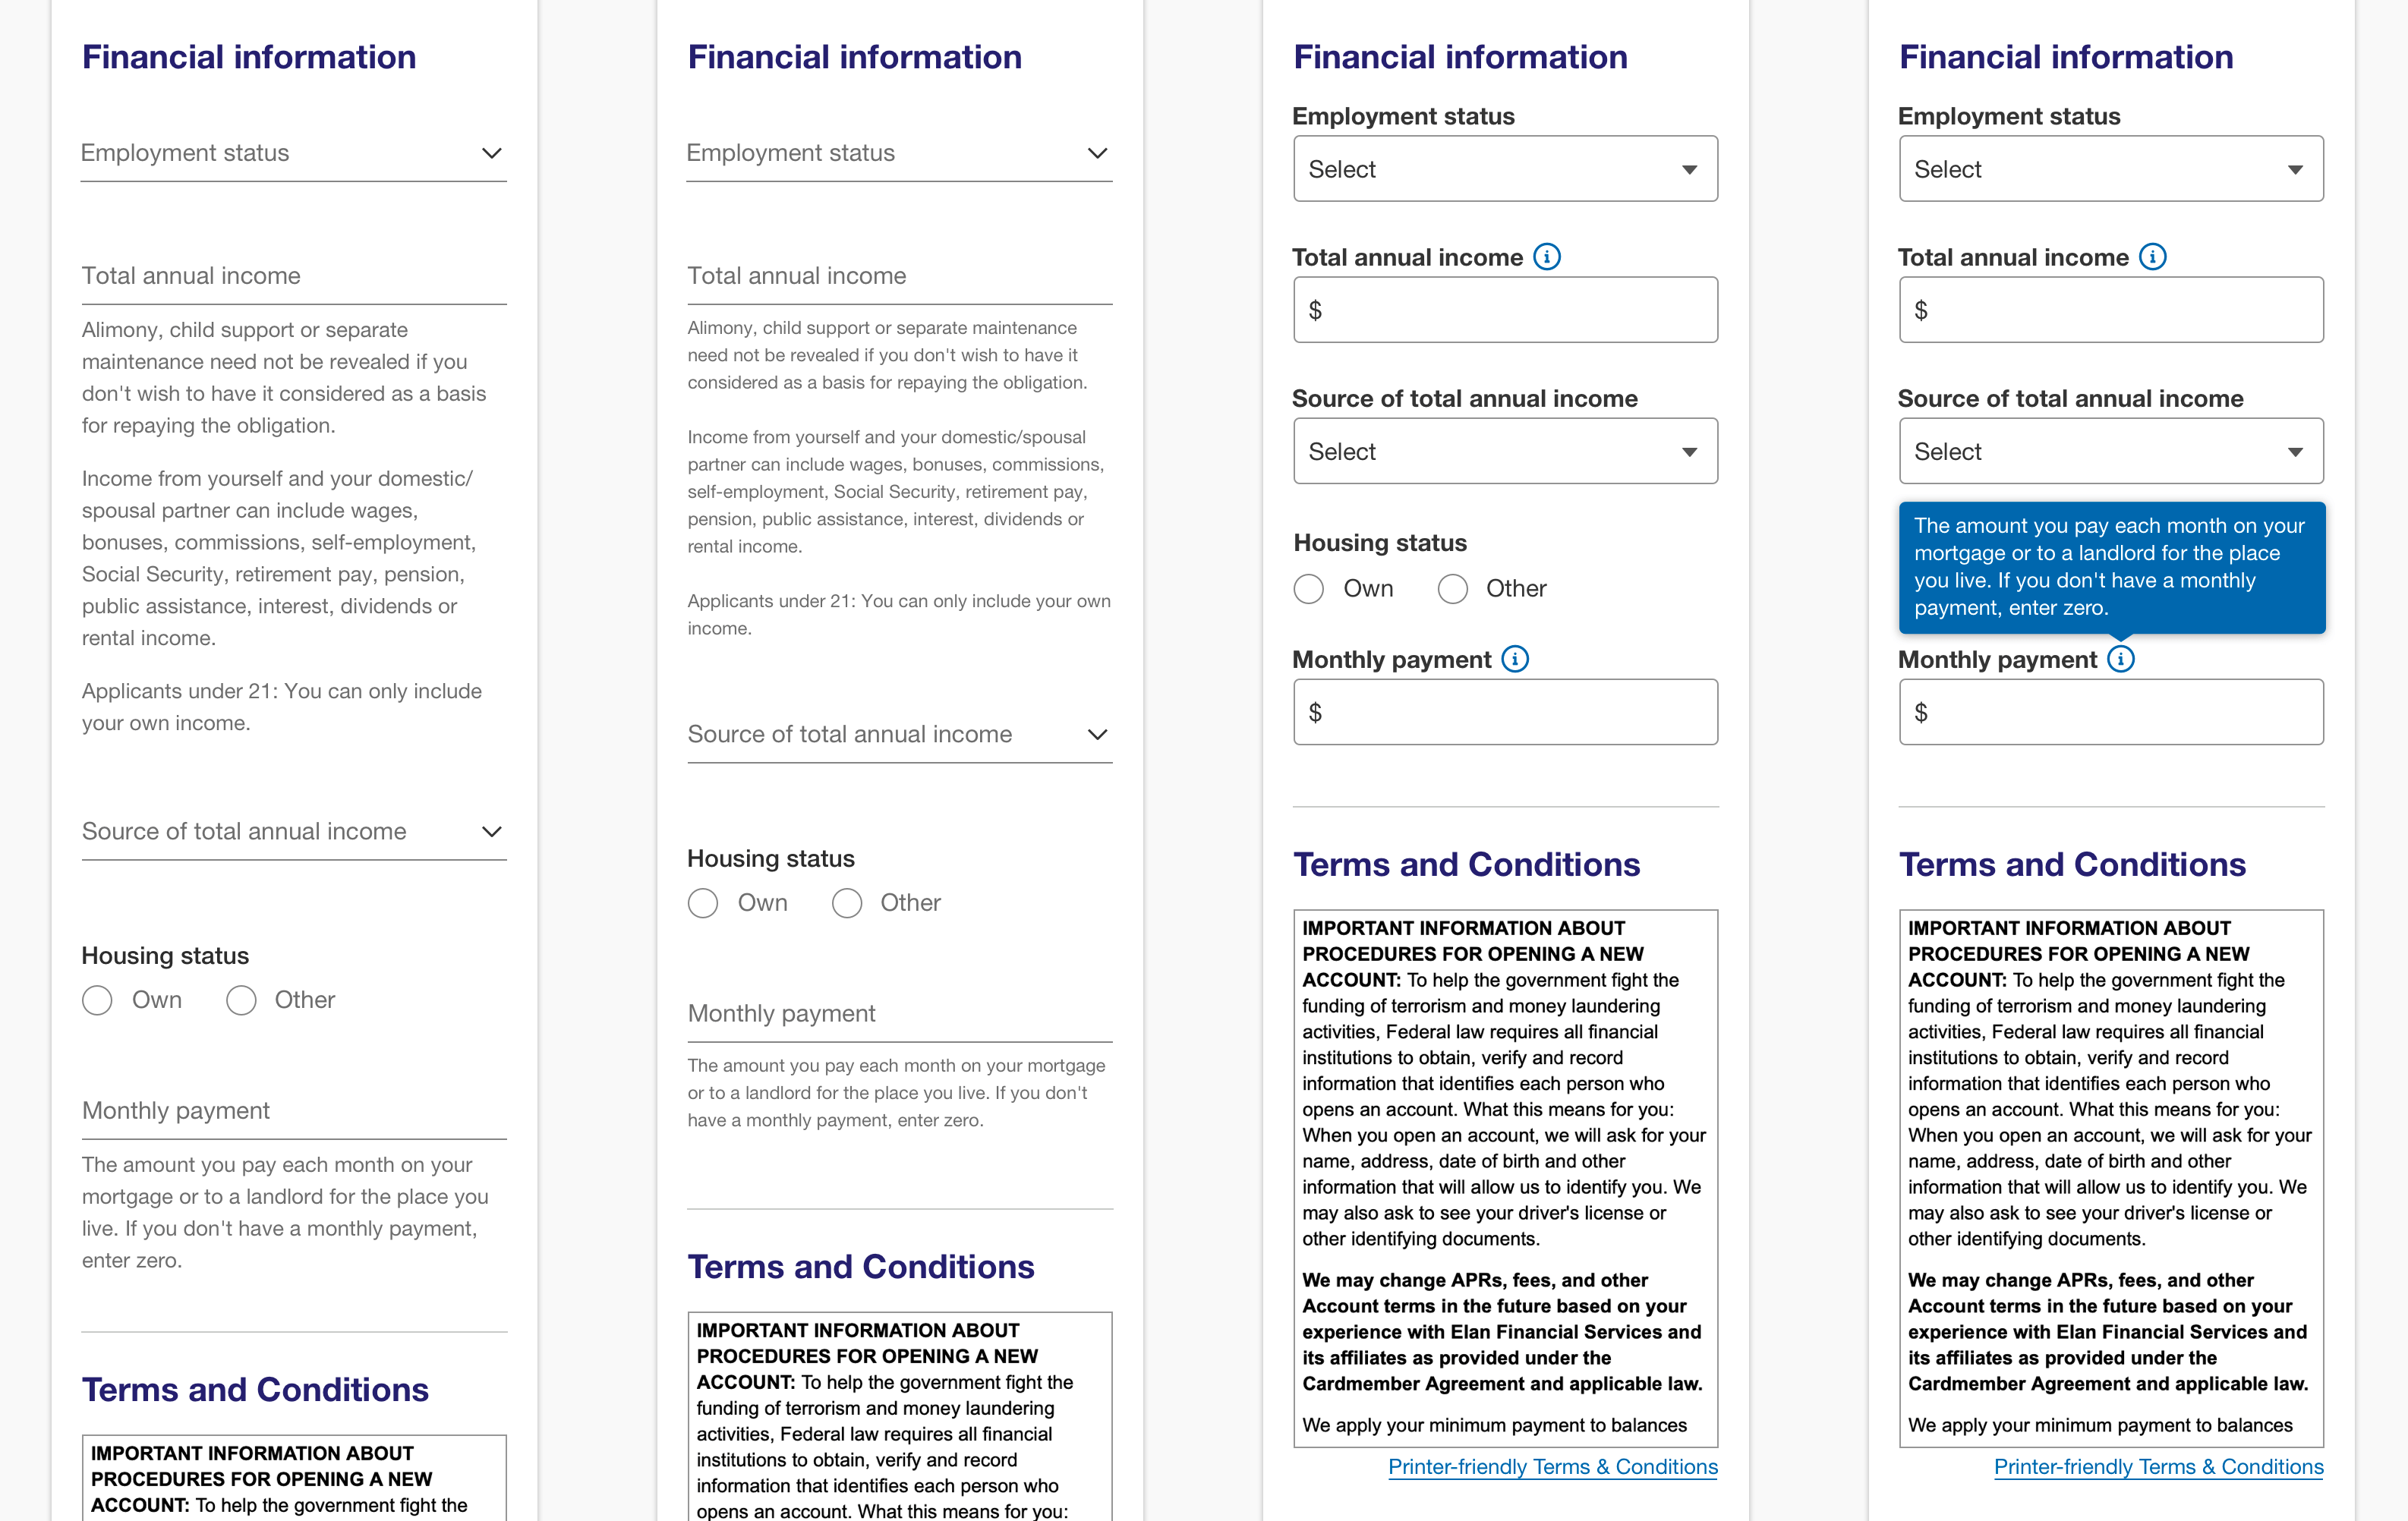 Financial information
Employment status
Total annual income
Alimony, child support or separate
maintenance need not be revealed if you
don't wish to have it considered as a basis
for repaying the obligation.
Income from yourself and your domestic/
spousal partner can include wages,
bonuses, commissions, self-employment,
Social Security, retirement pay, pension,
public assistance, interest, dividends or
rental income.
Applicants under 21: You can only include
your own income.
Source of total annual income
Housing status
Own Other
Monthly payment
The amount you pay each month on your
mortgage or to a landlord for the place you
live. If you don't have a monthly payment,
enter zero.
Terms and Conditions
IMPORTANT INFORMATION ABOUT
PROCEDURES FOR OPENING A NEW
ACCOUNT: To help the government fight the
Financial information
Employment status
Total annual income
Alimony, child support or separate maintenance
need not be revealed if you don't wish to have it
considered as a basis for repaying the obligation.
Income from yourself and your domestic/spousal
partner can include wages, bonuses, commissions,
self-employment, Social Security, retirement pay,
pension, public assistance, interest, dividends or
rental income.
Applicants under 21: You can only include your own
income.
Source of total annual income
Housing status
Own Other
Monthly payment
The amount you pay each month on your mortgage
or to a landlord for the place you live. If you don't
have a monthly payment, enter zero.
Terms and Conditions
IMPORTANT INFORMATION ABOUT
PROCEDURES FOR OPENING A NEW
ACCOUNT: To help the government fight the
funding of terrorism and money laundering
activities, Federal law requires all financial
institutions to obtain, verify and record
information that identifies each person who
opens an account. What this means for you:
Financial information
Employment status
Select
Total annual income
$
Source of total annual income
Select
Housing status
Own Other
Monthly payment
$
Terms and Conditions
IMPORTANT INFORMATION ABOUT
PROCEDURES FOR OPENING A NEW
ACCOUNT: To help the government fight the
funding of terrorism and money laundering
activities, Federal law requires all financial
institutions to obtain, verify and record
information that identifies each person who
opens an account. What this means for you:
When you open an account, we will ask for your
name, address, date of birth and other
information that will allow us to identify you. We
may also ask to see your driver's license or
other identifying documents.
We may change APRs, fees, and other
Account terms in the future based on your
experience with Elan Financial Services and
its affiliates as provided under the
Cardmember Agreement and applicable law.
We apply your minimum payment to balances
Printer-friendly Terms & Conditions
Financial information
Employment status
Select
Total annual income
$
Source of total annual income
Select
The amount you pay each month on your
mortgage or to a landlord for the place
you live. If you don't have a monthly
payment, enter zero.
Monthly payment
$
Terms and Conditions
IMPORTANT INFORMATION ABOUT
PROCEDURES FOR OPENING A NEW
ACCOUNT: To help the government fight the
funding of terrorism and money laundering
activities, Federal law requires all financial
institutions to obtain, verify and record
information that identifies each person who
opens an account. What this means for you:
When you open an account, we will ask for your
name, address, date of birth and other
information that will allow us to identify you. We
may also ask to see your driver's license or
other identifying documents.
We may change APRs, fees, and other
Account terms in the future based on your
experience with Elan Financial Services and
its affiliates as provided under the
Cardmember Agreement and applicable law.
We apply your minimum payment to balances
Printer-friendly Terms & Conditions